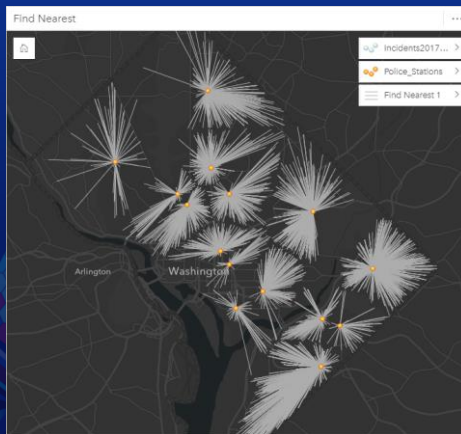 Find Nearest
Incidents2017...
Police_Stations
Find Nearest 1
Arlington
Washington